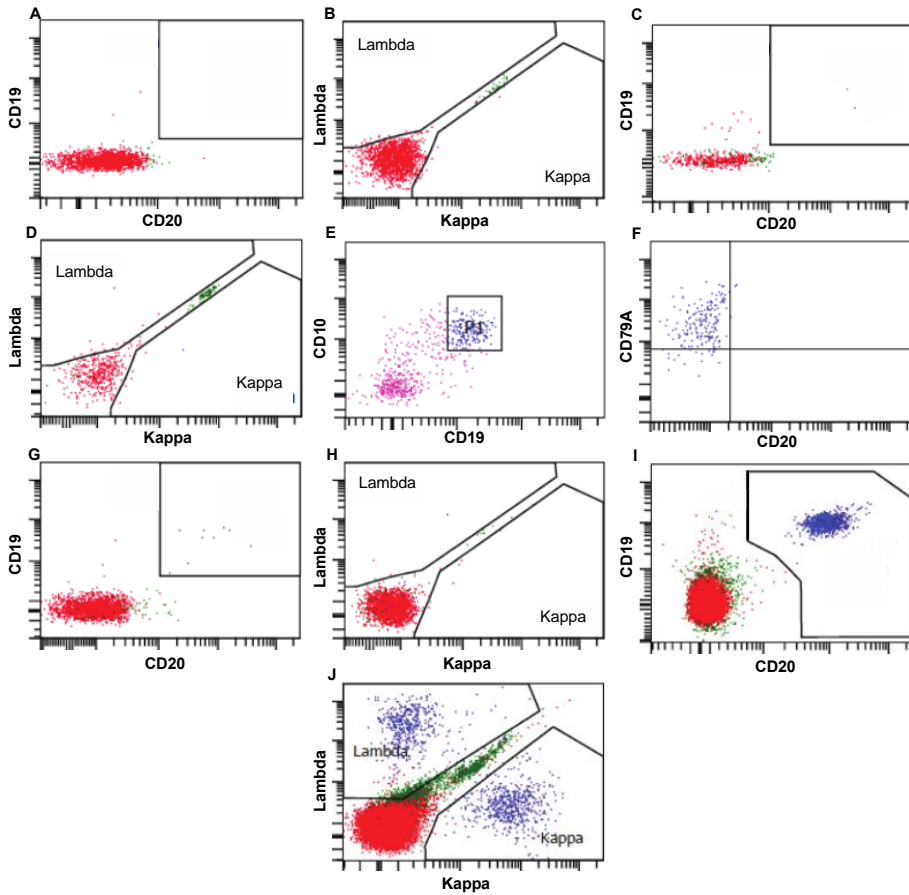 A
CD19
CD20
B
Lambda
Lambda
Kappa
Kappa
C
CD19
CD20
D
Lambda
Lambda
Kappa
Kappa
E
CD10
P1
CD19
F
CD79A
CD20
G
CD19
CD20
H
Lambda
Lambda
Kappa
Kappa
I
CD19
CD20
J
Lambda
Lambda
Kappa
Kappa